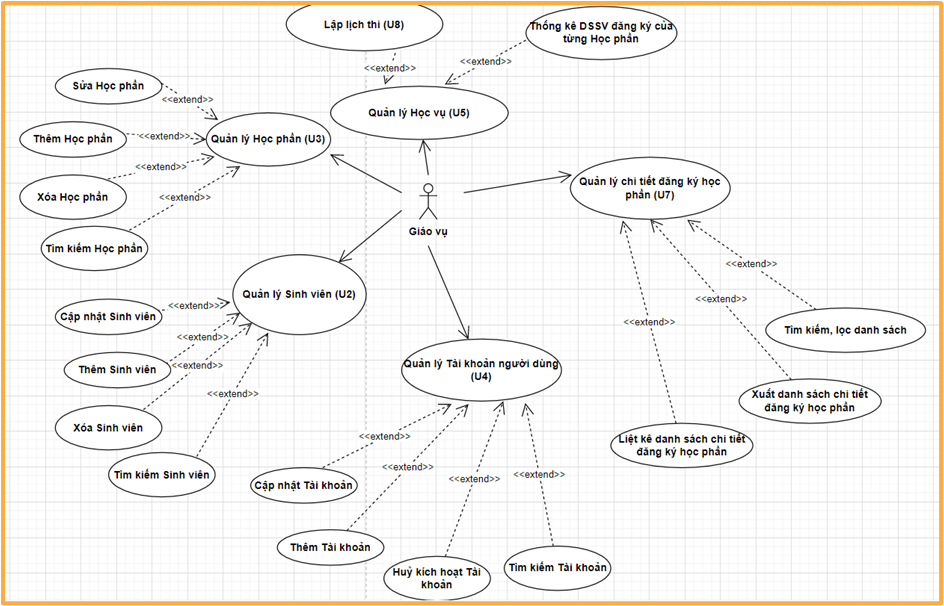 Lập lịch thi (U8)
Thống kê DSSV đăng ký của
từng Học phần
<<extend>>
<<extend>>
Sửa Học phần
<<extend>>
Quản lý Học vụ (U5)
Thêm Học phần
<<extend>>
Quản lý Học phần (U3)
<<extend>>
Xóa Học phần
<<extend>>
Quản lý chi tiết đăng ký học
phần (U7)
Giáo vụ
Tìm kiếm Học phần
<<extend>>
Quản lý Sinh viên (U2)
<<extend>>
<<extend>>
Cập nhật Sinh viên
<<extend>>
<<extend>>
Tìm kiếm, lọc danh sách
<<extend>>
Thêm Sinh viên
Quản lý Tài khoản người dùng
(U4)
<<extend>>
Xuất danh sách chi tiết
đăng ký học phần
Xóa Sinh viên
<<extend>>
Liệt kê danh sách chi tiết
đăng ký học phần
Tìm kiếm Sinh viên
<<extend>>
<<extend>>
<<extend>>
Cập nhật Tài khoản
Thêm Tài khoản
Huỷ kích hoạt Tài
khoản
Tìm kiếm Tài khoản